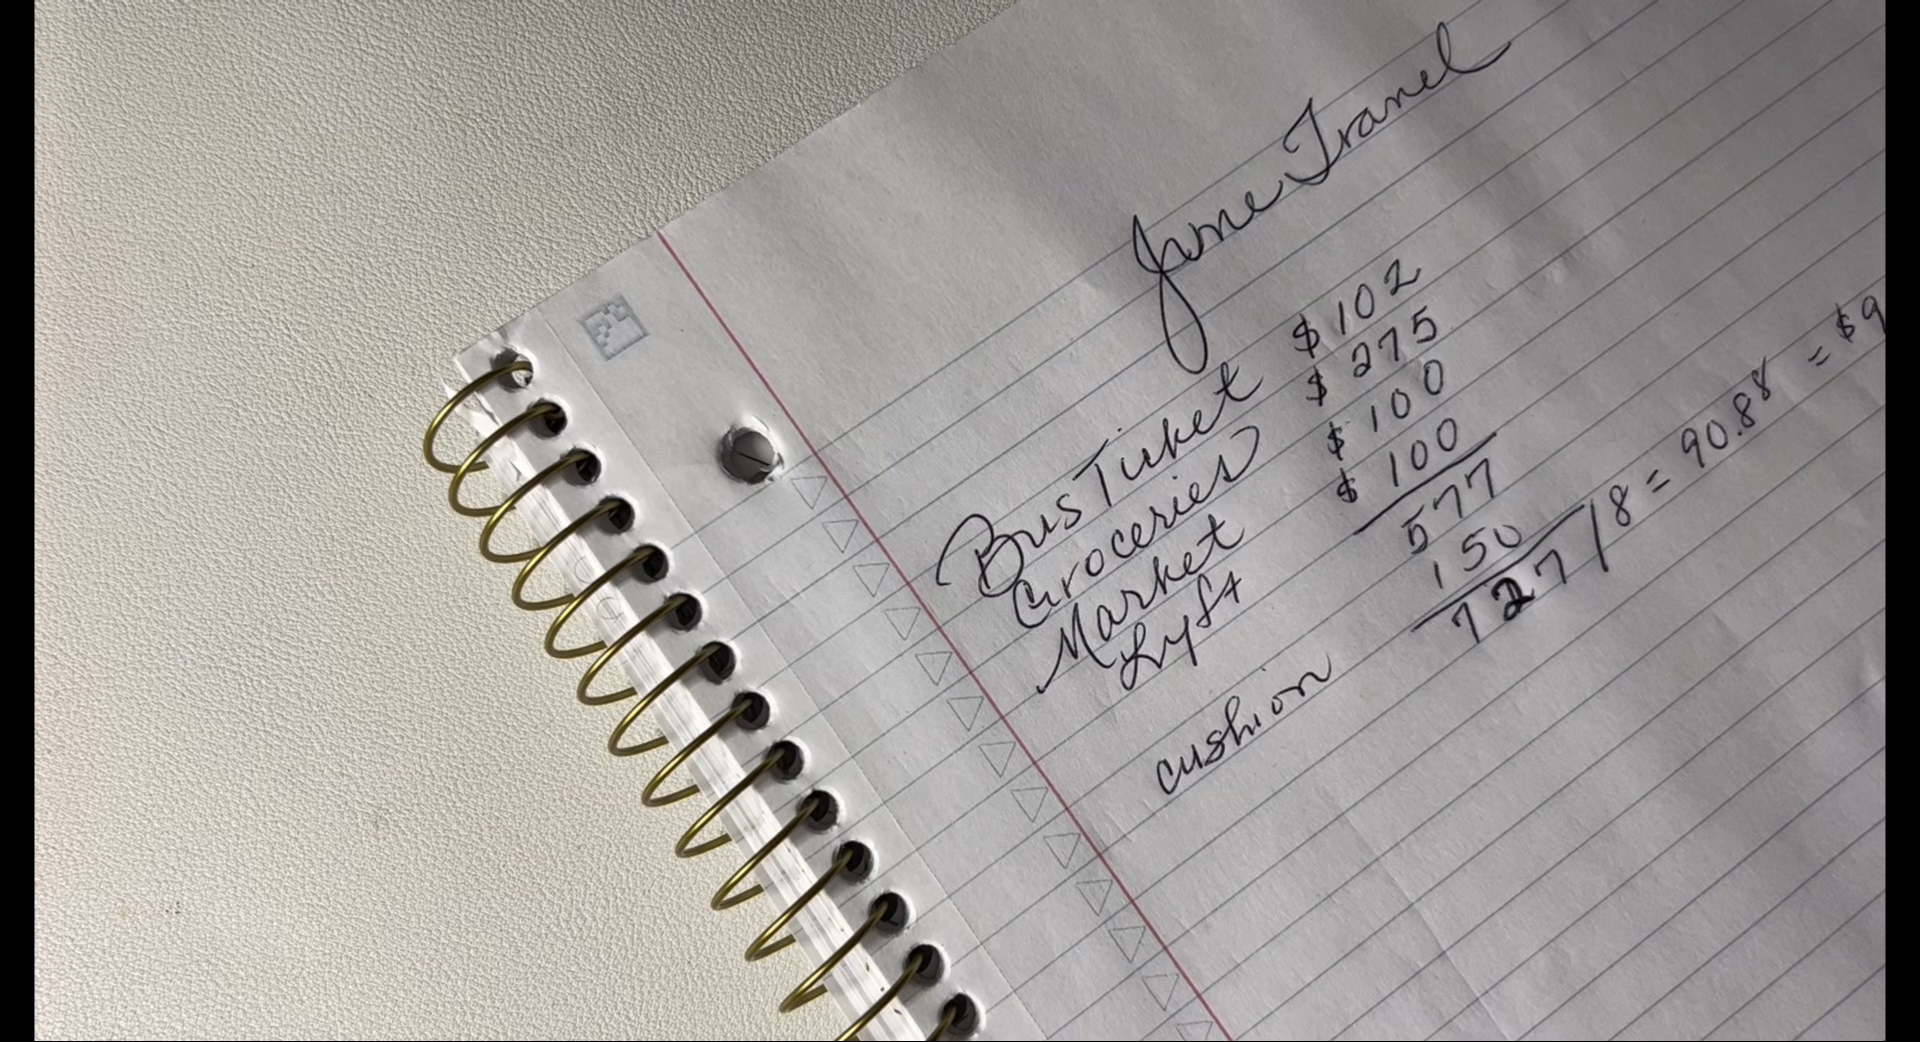 June Travel
Bus Ticket $102
Groceries $275
Market $100
Lyft $100
577
cushion 150
727/8 = 90.88 = $9